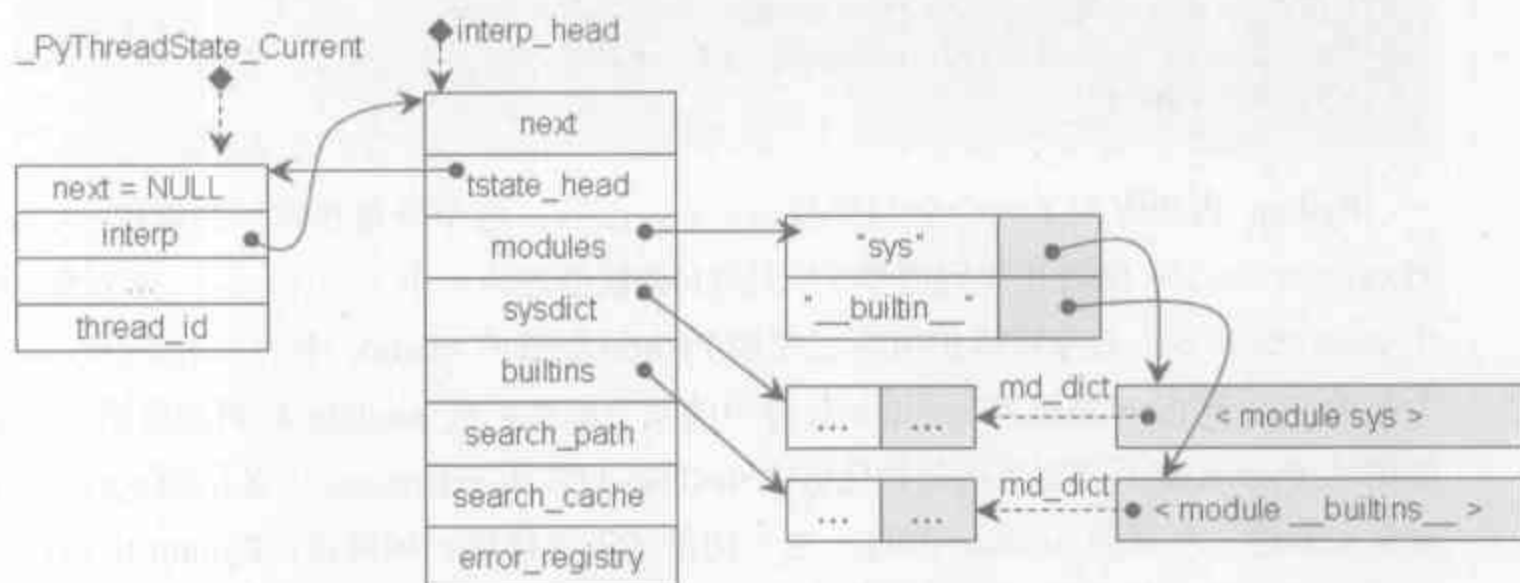 _PyThreadState_Current
interp_head
next = NULL
interp
...
thread_id
next
tstate_head
modules
sysdict
builtins
search_path
search_cache
error_registry
"sys"
"__builtin__"
... ...
md_dict
< module sys >
... ...
md_dict
< module __builtins__ >